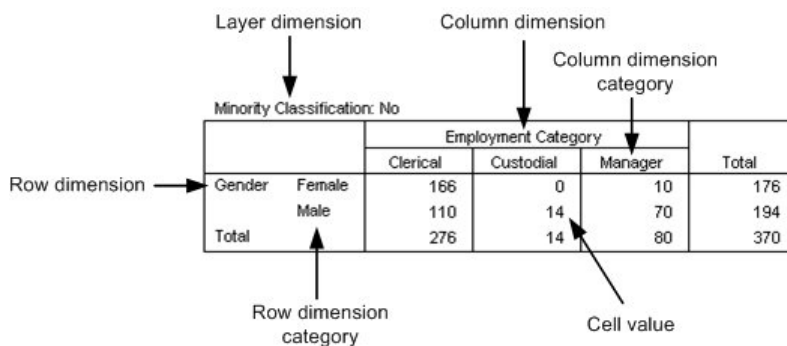 Layer dimension
Column dimension
Column dimension
category
Minority Classification: No
Employment Category
Clerical Custodial Manager Total
Row dimension
Gender Female 166 0 10 176
Male 110 14 70 194
Total 276 14 80 370
Row dimension
category
Cell value